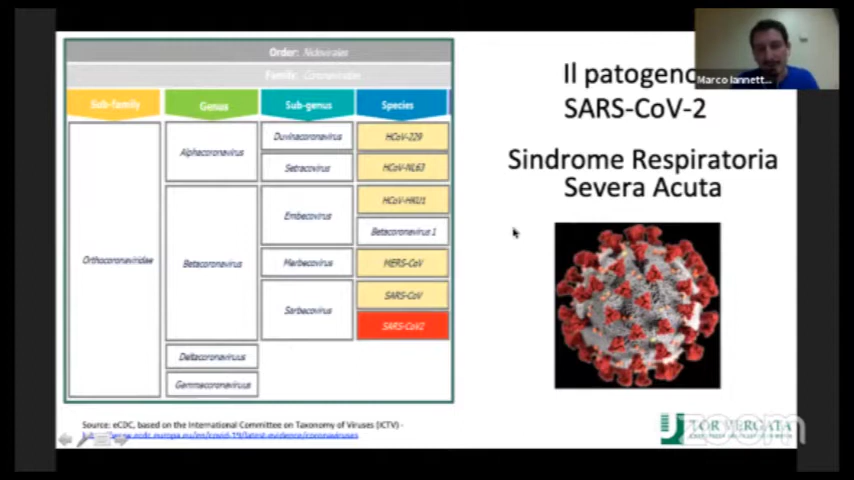 Order: Nidovirales
Family: Coronaviridae
Sub-family
Genus
Sub-genus
Species
Orthocoronaviridae
Alphacoronavirus
Duvinacoronavirus
HCoV-229
Setracovirus
HCoV-NL63
Betacoronavirus
Embecovirus
HCoV-HKU1
Betacoronavirus 1
Merbecovirus
MERS-CoV
Sarbecovirus
SARS-CoV
SARS-CoV2
Deltacoronavirus
Gammacoronavirus
Source: eCDC, based on the International Committee on Taxonomy of Viruses (ICTV) -
Marco Iannett...
Il patogeno
SARS-CoV-2
Sindrome Respiratoria
Severa Acuta
TOR VERGATA
zoom